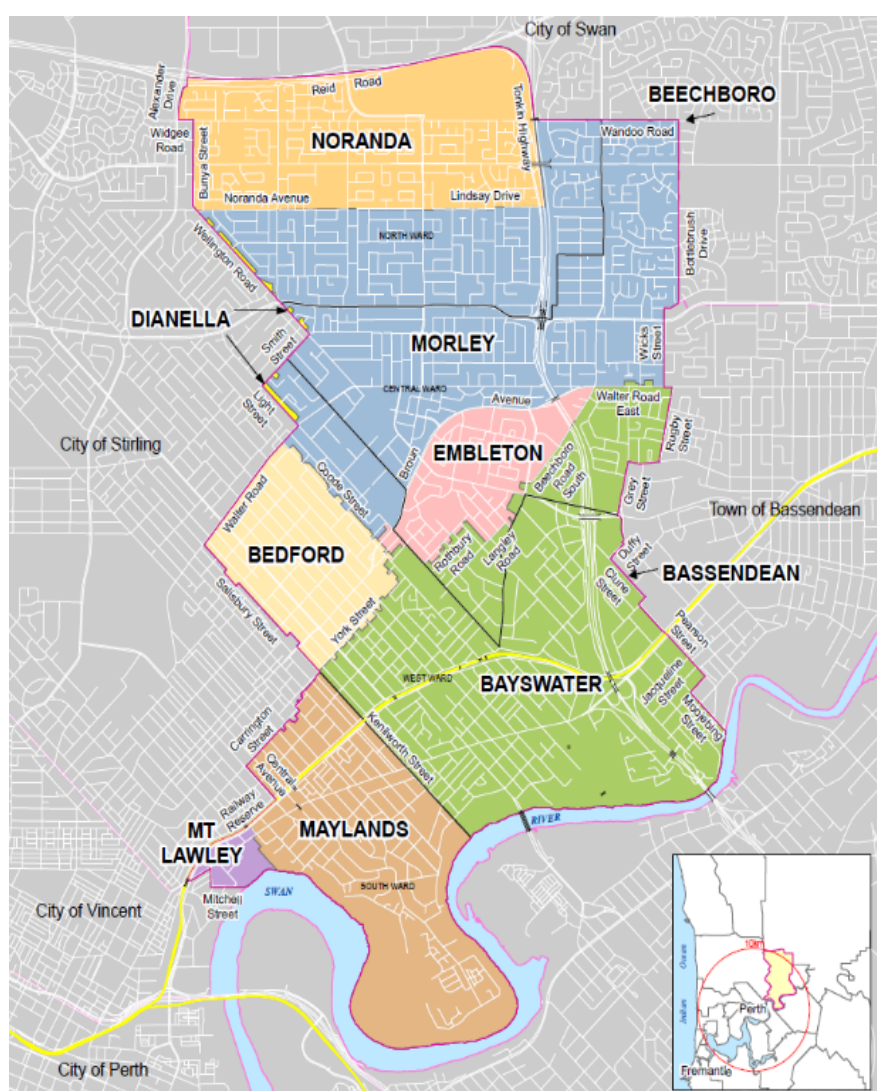 City of Swan
Alexander
Drive
Reid Road
Tonkin Highway
BEECHBORO
Widgee
Road
Bunya Street
NORANDA
Wandoo Road
Noranda Avenue
Lindsay Drive
NORTH WARD
Wellington Road
Bottlebrush
Drive
DIANELLA
Smith
Street
MORLEY
Wicks
Street
CENTRAL WARD
Light
Street
Avenue
Walter Road
East
City of Stirling
Broun
EMBLETON
Beechboro
Road
South
Rugby
Street
Coode Street
Walter Road
Grey
Street
Town of Bassendean
BEDFORD
Rothbury
Road
Langley
Road
Duffy
Street
BASSENDEAN
Clune
Street
Salisbury Street
York Street
Pearson
Street
WEST WARD
BAYSWATER
Jacqueline
Street
Moojebing
Street
Carrington
Street
Kenilworth Street
Central
Avenue
Railway
Reserve
MAYLANDS
RIVER
MT
LAWLEY
SOUTH WARD
SWAN
Mitchell
Street
City of Vincent
10km
Ocean
Indian
Perth
Fremantle
City of Perth